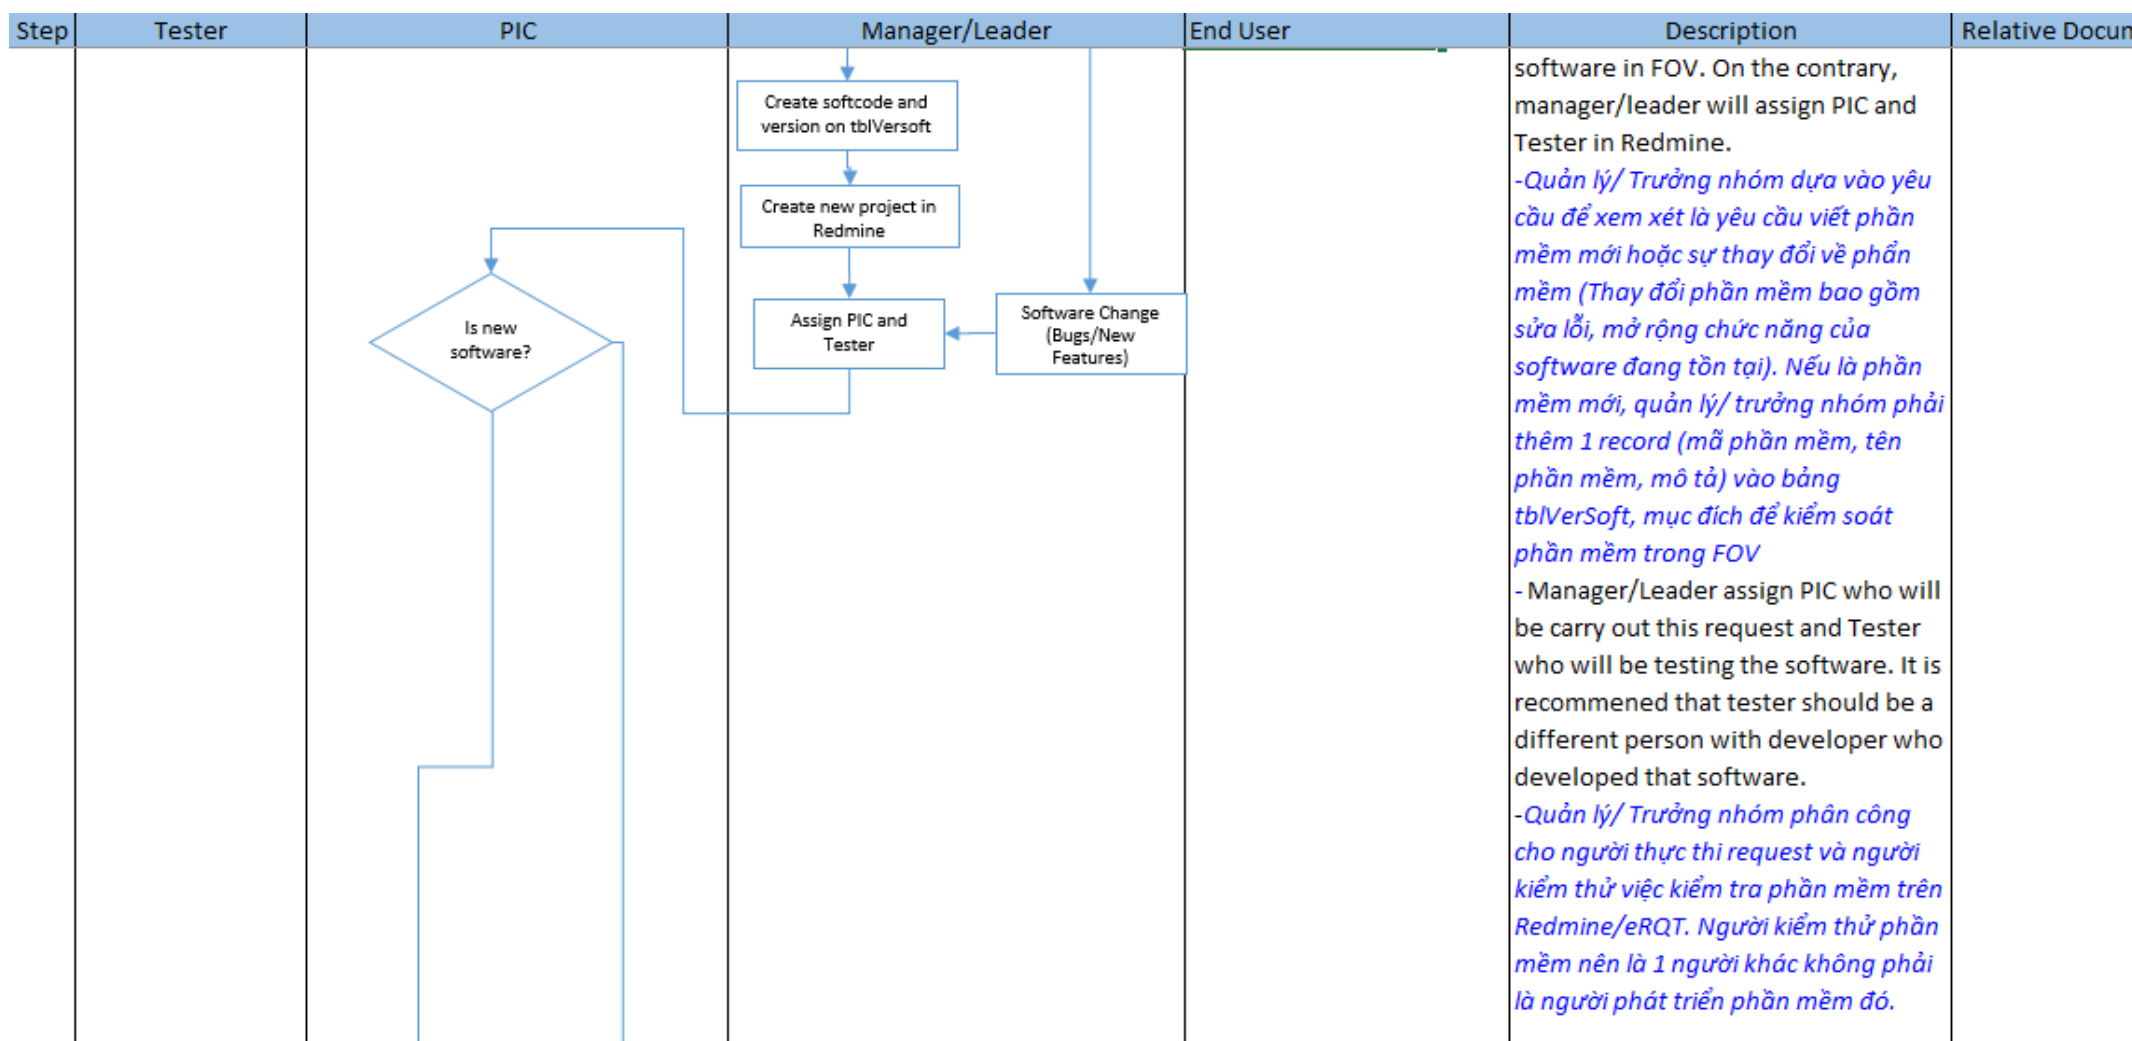 Step
Tester
PIC
Manager/Leader
End User
Description
Relative Docum
Create softcode and
version on tblVersoft
Create new project in
Redmine
Assign PIC and
Tester
Software Change
(Bugs/New
Features)
Is new
software?
software in FOV. On the contrary,
manager/leader will assign PIC and
Tester in Redmine.
-Quản lý/ Trưởng nhóm dựa vào yêu
cầu để xem xét là yêu cầu viết phần
mềm mới hoặc sự thay đổi về phẩn
mềm (Thay đổi phần mềm bao gồm
sửa lỗi, mở rộng chức năng của
software đang tồn tại). Nếu là phần
mềm mới, quản lý/ trưởng nhóm phải
thêm 1 record (mã phần mềm, tên
phần mềm, mô tả) vào bảng
tblVerSoft, mục đích để kiểm soát
phần mềm trong FOV
- Manager/Leader assign PIC who will
be carry out this request and Tester
who will be testing the software. It is
recommened that tester should be a
different person with developer who
developed that software.
-Quản lý/ Trưởng nhóm phân công
cho người thực thi request và người
kiểm thử việc kiểm tra phần mềm trên
Redmine/eRQT. Người kiểm thử phần
mềm nên là 1 người khác không phải
là người phát triển phần mềm đó.